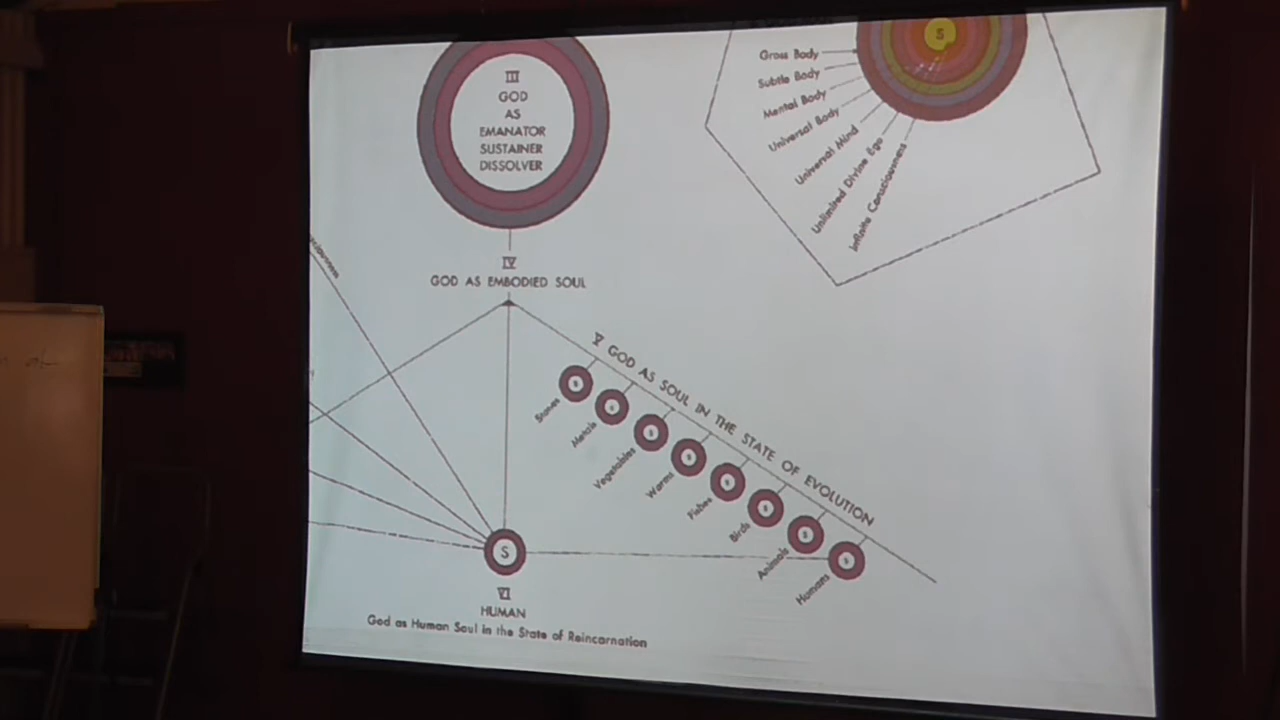 III
GOD
AS
EMANATOR
SUSTAINER
DISSOLVER
IV
GOD AS EMBODIED SOUL
S
Gross Body
Subtle Body
Mental Body
Universal Body
Universal Mind
Unlimited Divine Ego
Infinite Consciousness
V GOD AS SOUL IN THE STATE OF EVOLUTION
S
Stones
S
Metals
S
Vegetables
S
Worms
S
Fishes
S
Birds
S
Animals
S
Humans
S
VI
HUMAN
God as Human Soul in the State of Reincarnation